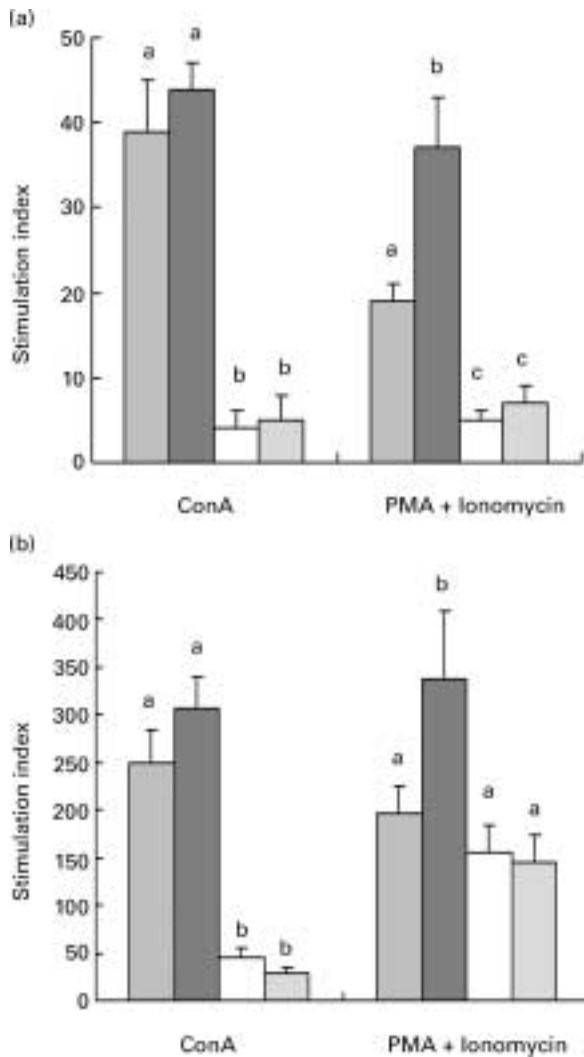 (a)
50
40
30
20
10
0
Stimulation index
a a b b
a b c c
ConA PMA + Ionomycin
(b)
450
400
350
300
250
200
150
100
50
0
Stimulation index
a a b b
a b a a
ConA PMA + Ionomycin